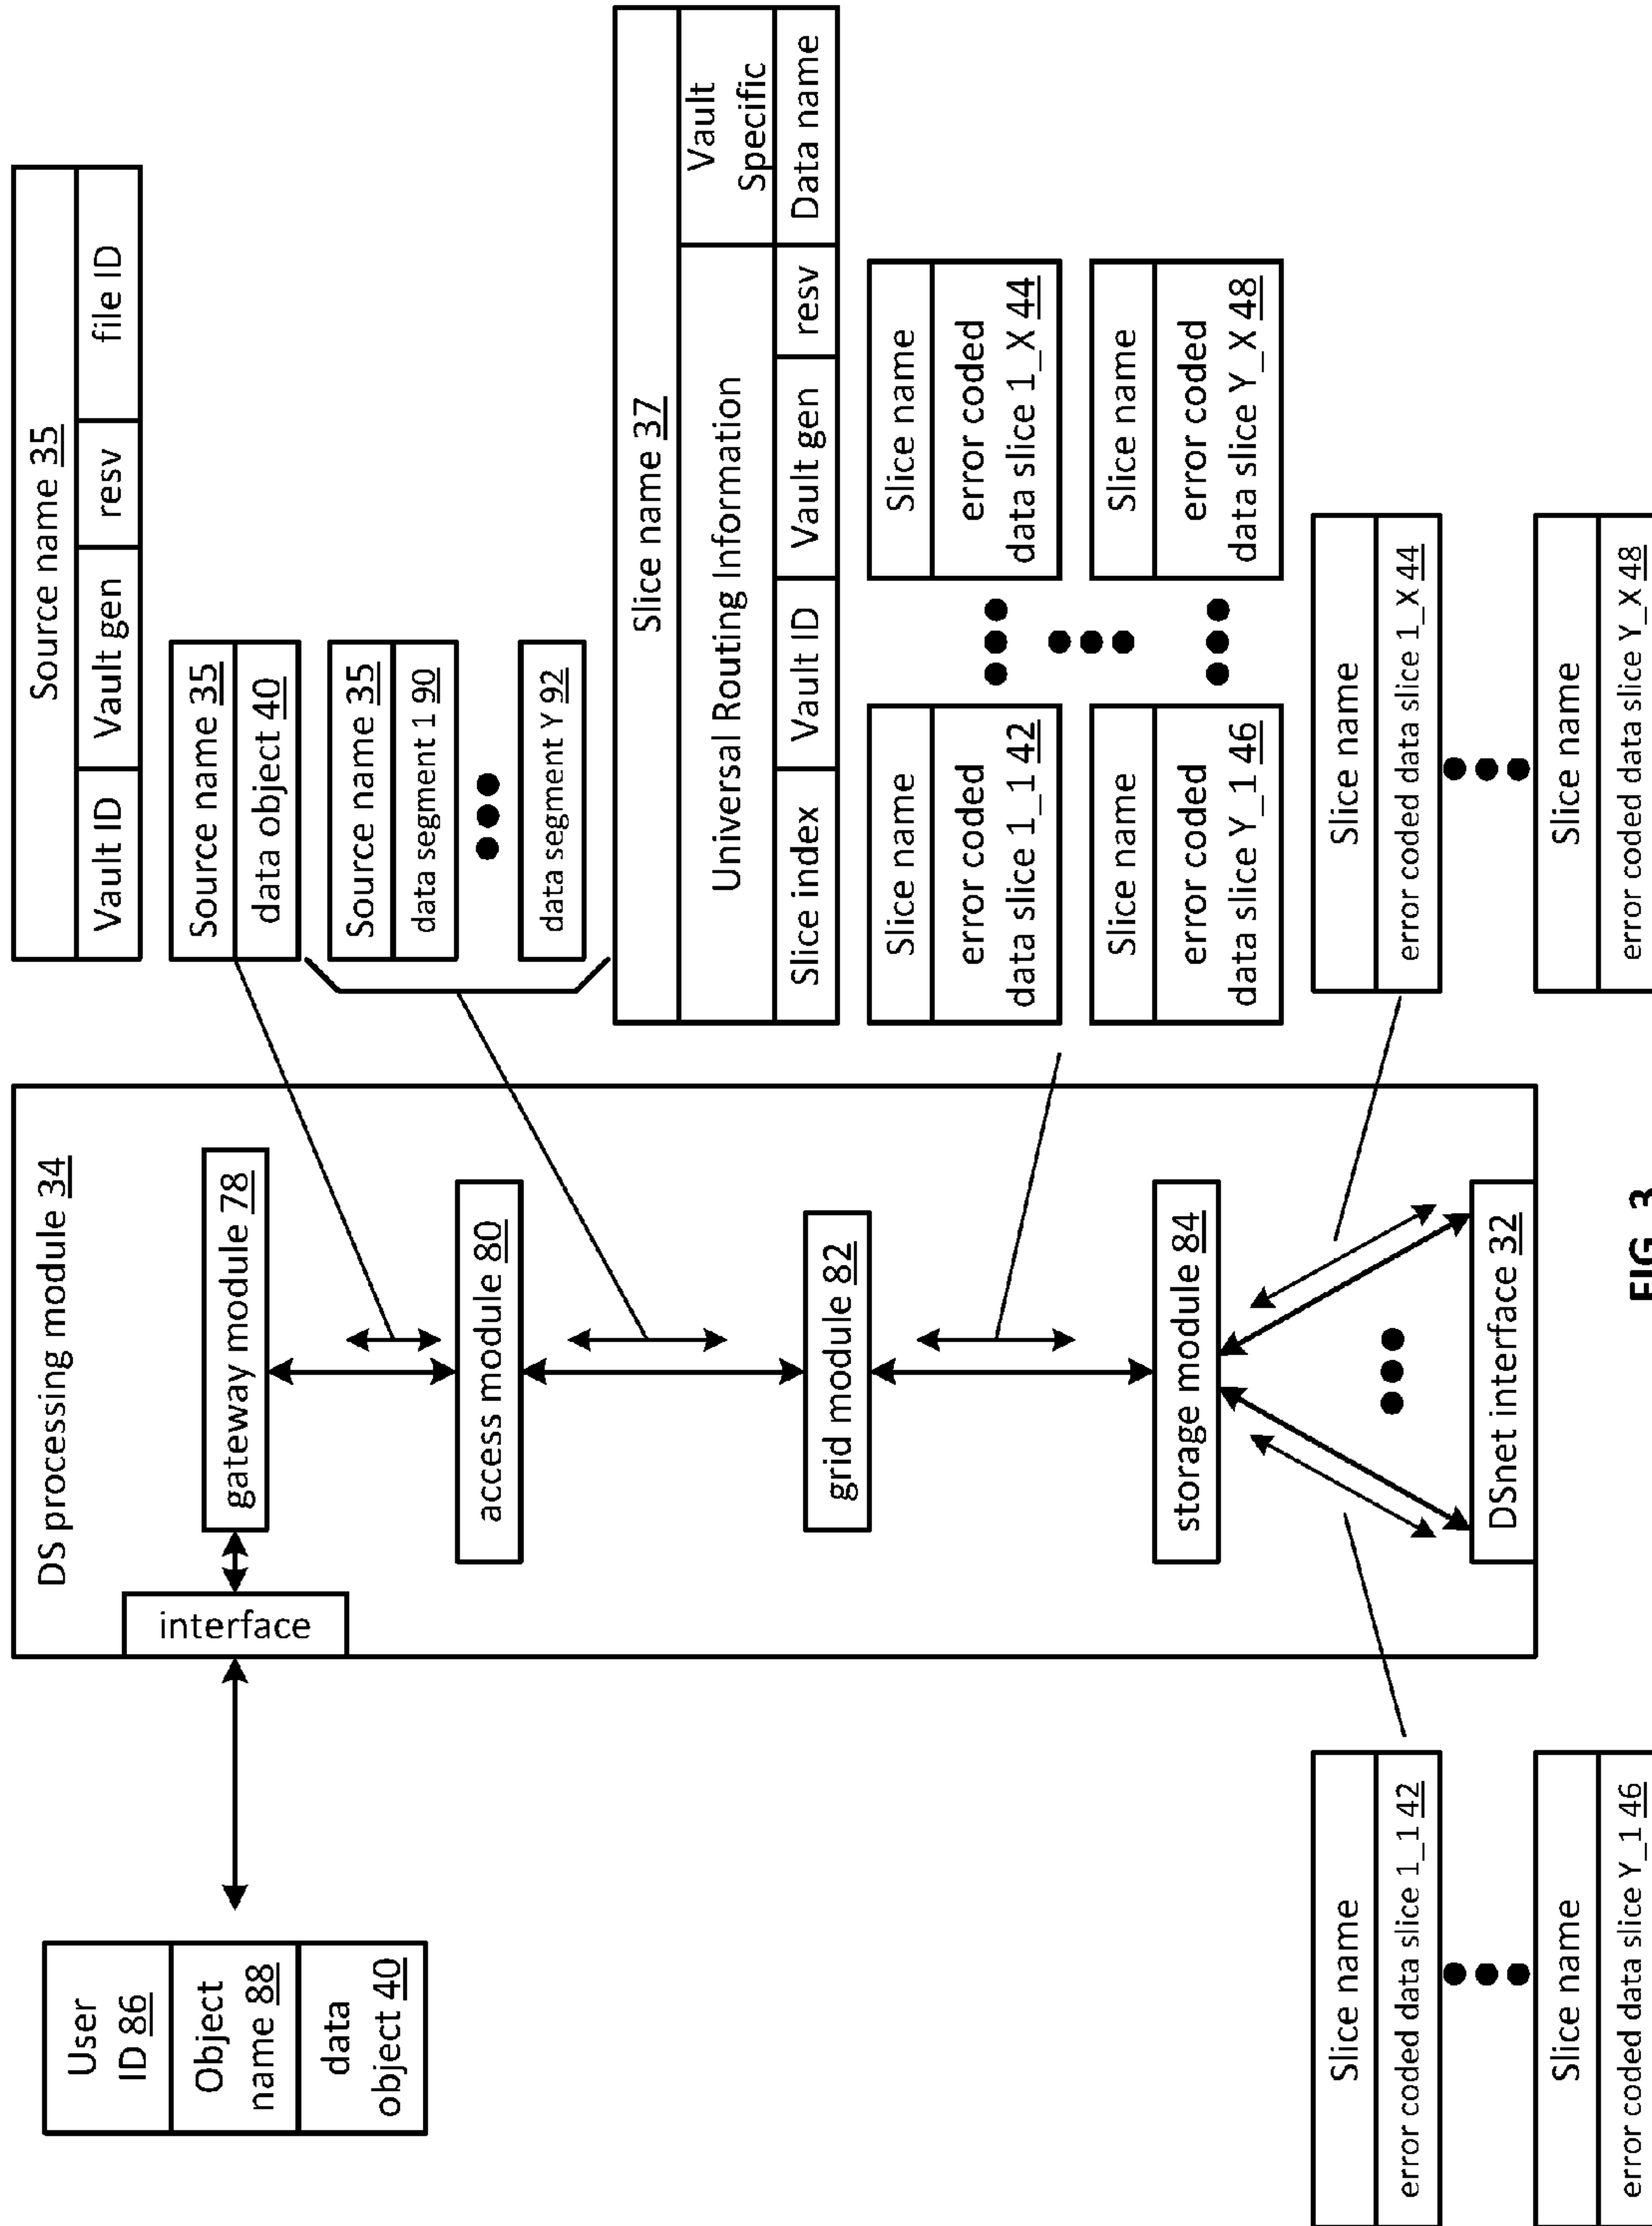 User
ID 86
Object
name 88
data
object 40
DS processing module 34
interface
gateway module 78
access module 80
grid module 82
storage module 84
DSnet interface 32
Source name 35
Vault ID
Vault gen
resv
file ID
Source name 35
data object 40
Source name 35
data segment 1 90
data segment Y 92
Slice name 37
Universal Routing Information
Vault
Specific
Slice index
Vault ID
Vault gen
resv
Data name
Slice name
error coded
data slice 1_1 42
Slice name
error coded
data slice 1_X 44
Slice name
error coded
data slice Y_1 46
Slice name
error coded
data slice Y_X 48
Slice name
error coded data slice 1_1 42
Slice name
error coded data slice Y_1 46
Slice name
error coded data slice 1_X 44
Slice name
error coded data slice Y_X 48
FIG. 3